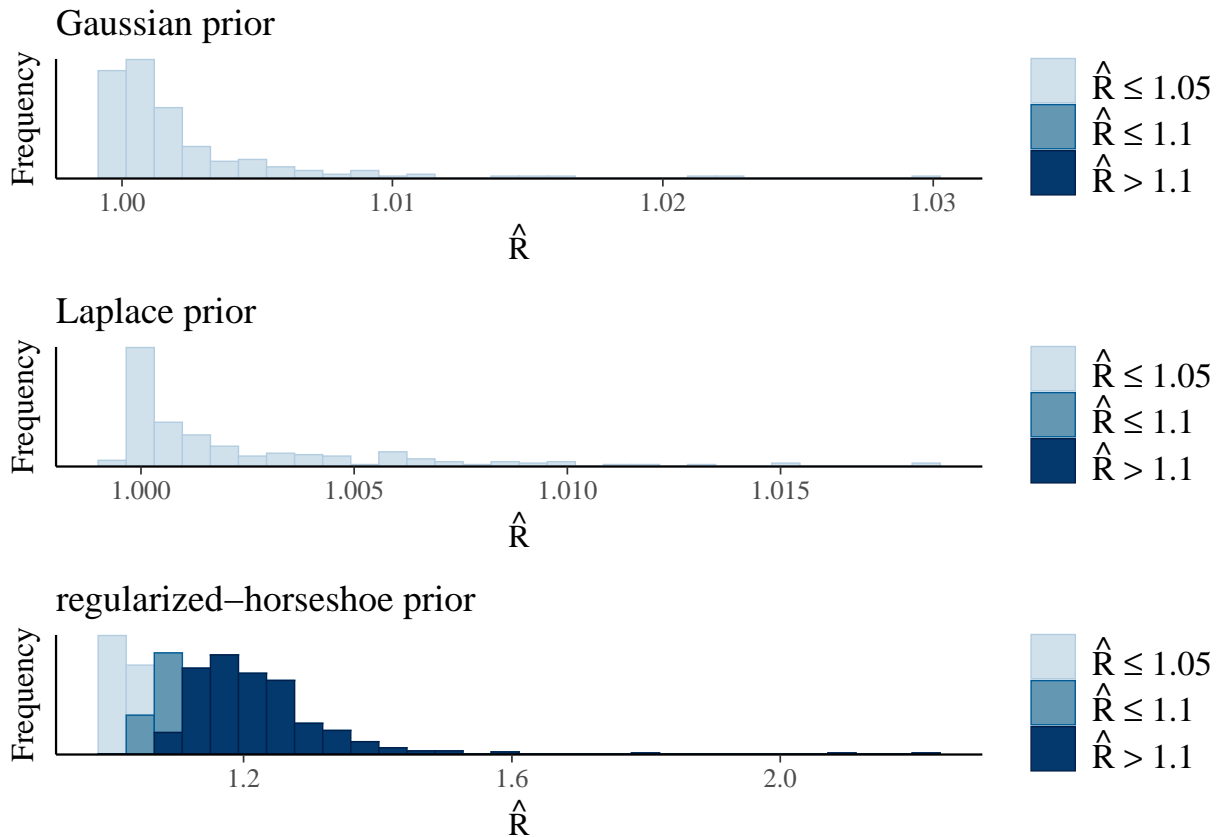 Gaussian prior
Frequency
1.00 1.01 1.02 1.03
R̂
R̂ ≤ 1.05
R̂ ≤ 1.1
R̂ > 1.1
Laplace prior
Frequency
1.000 1.005 1.010 1.015
R̂
R̂ ≤ 1.05
R̂ ≤ 1.1
R̂ > 1.1
regularized−horseshoe prior
Frequency
1.2 1.6 2.0
R̂
R̂ ≤ 1.05
R̂ ≤ 1.1
R̂ > 1.1